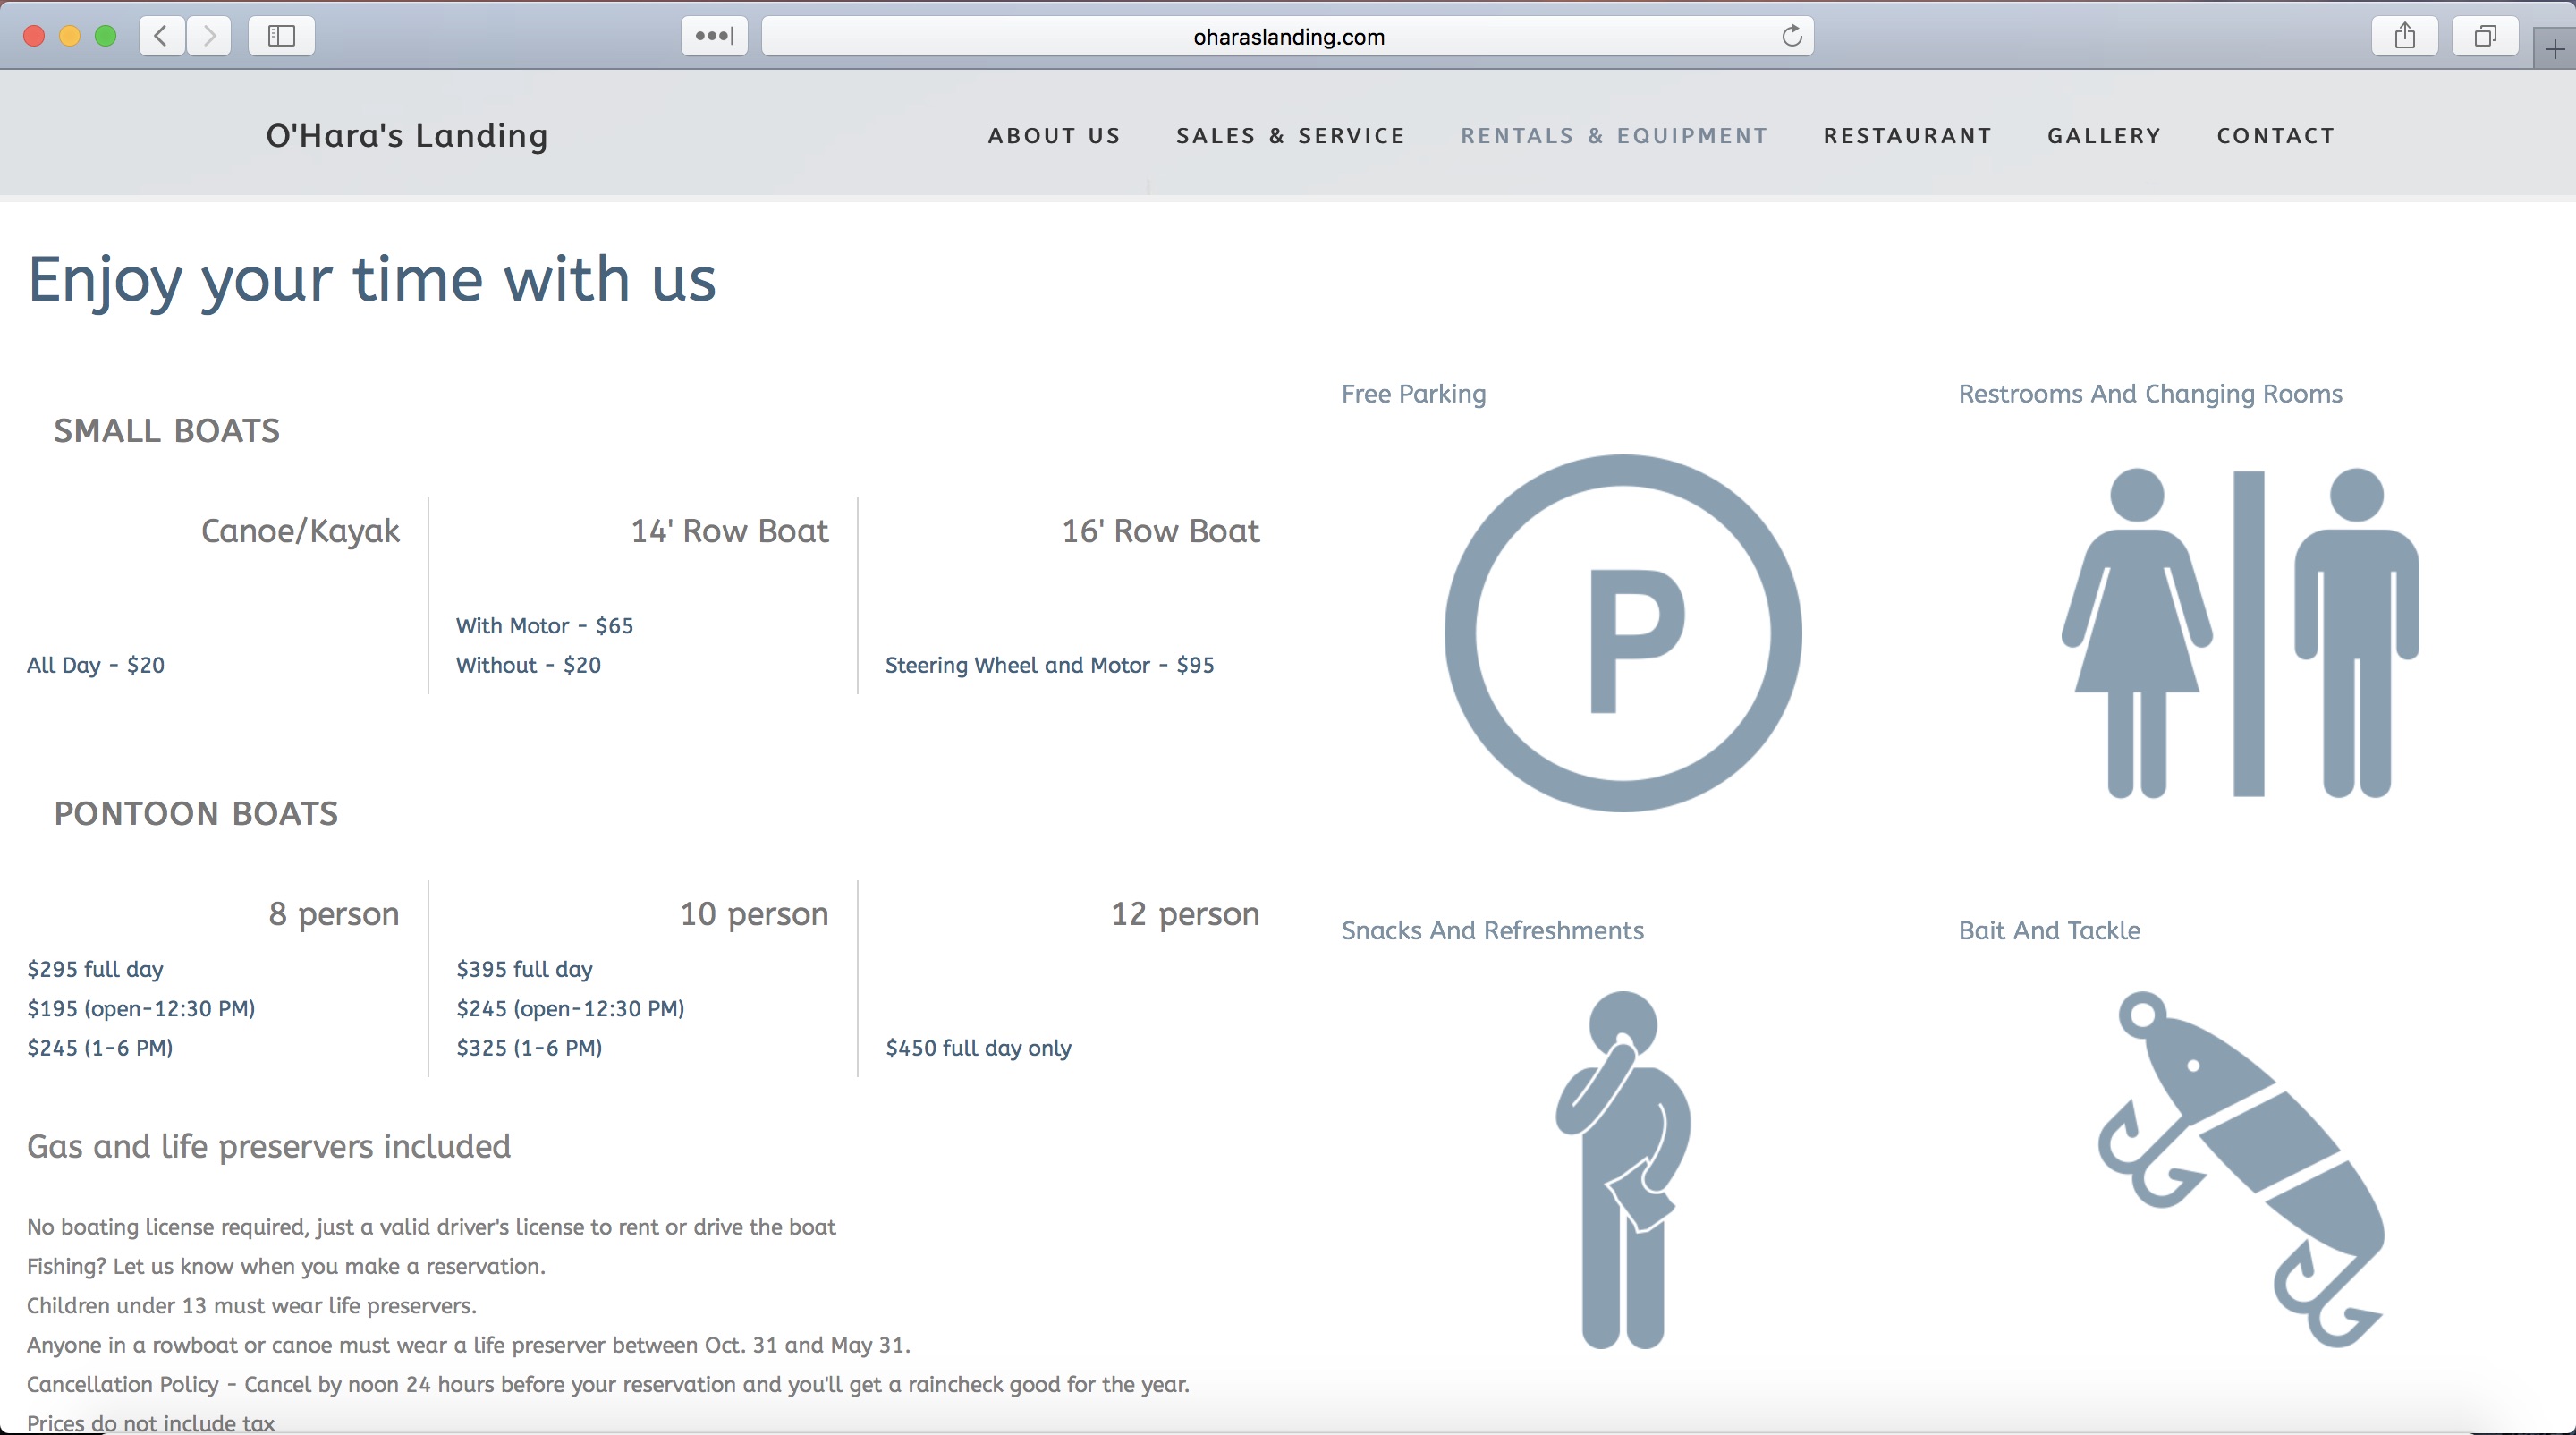 oharaslanding.com
O'Hara's Landing
ABOUT US
SALES & SERVICE
RENTALS & EQUIPMENT
RESTAURANT
GALLERY
CONTACT
Enjoy your time with us
SMALL BOATS
Canoe/Kayak
All Day - $20
14' Row Boat
With Motor - $65
Without - $20
16' Row Boat
Steering Wheel and Motor - $95
PONTOON BOATS
8 person
$295 full day
$195 (open-12:30 PM)
$245 (1-6 PM)
10 person
$395 full day
$245 (open-12:30 PM)
$325 (1-6 PM)
12 person
$450 full day only
Gas and life preservers included
No boating license required, just a valid driver's license to rent or drive the boat
Fishing? Let us know when you make a reservation.
Children under 13 must wear life preservers.
Anyone in a rowboat or canoe must wear a life preserver between Oct. 31 and May 31.
Cancellation Policy - Cancel by noon 24 hours before your reservation and you'll get a raincheck good for the year.
Prices do not include tax
Free Parking
P
Restrooms And Changing Rooms
Snacks And Refreshments
Bait And Tackle